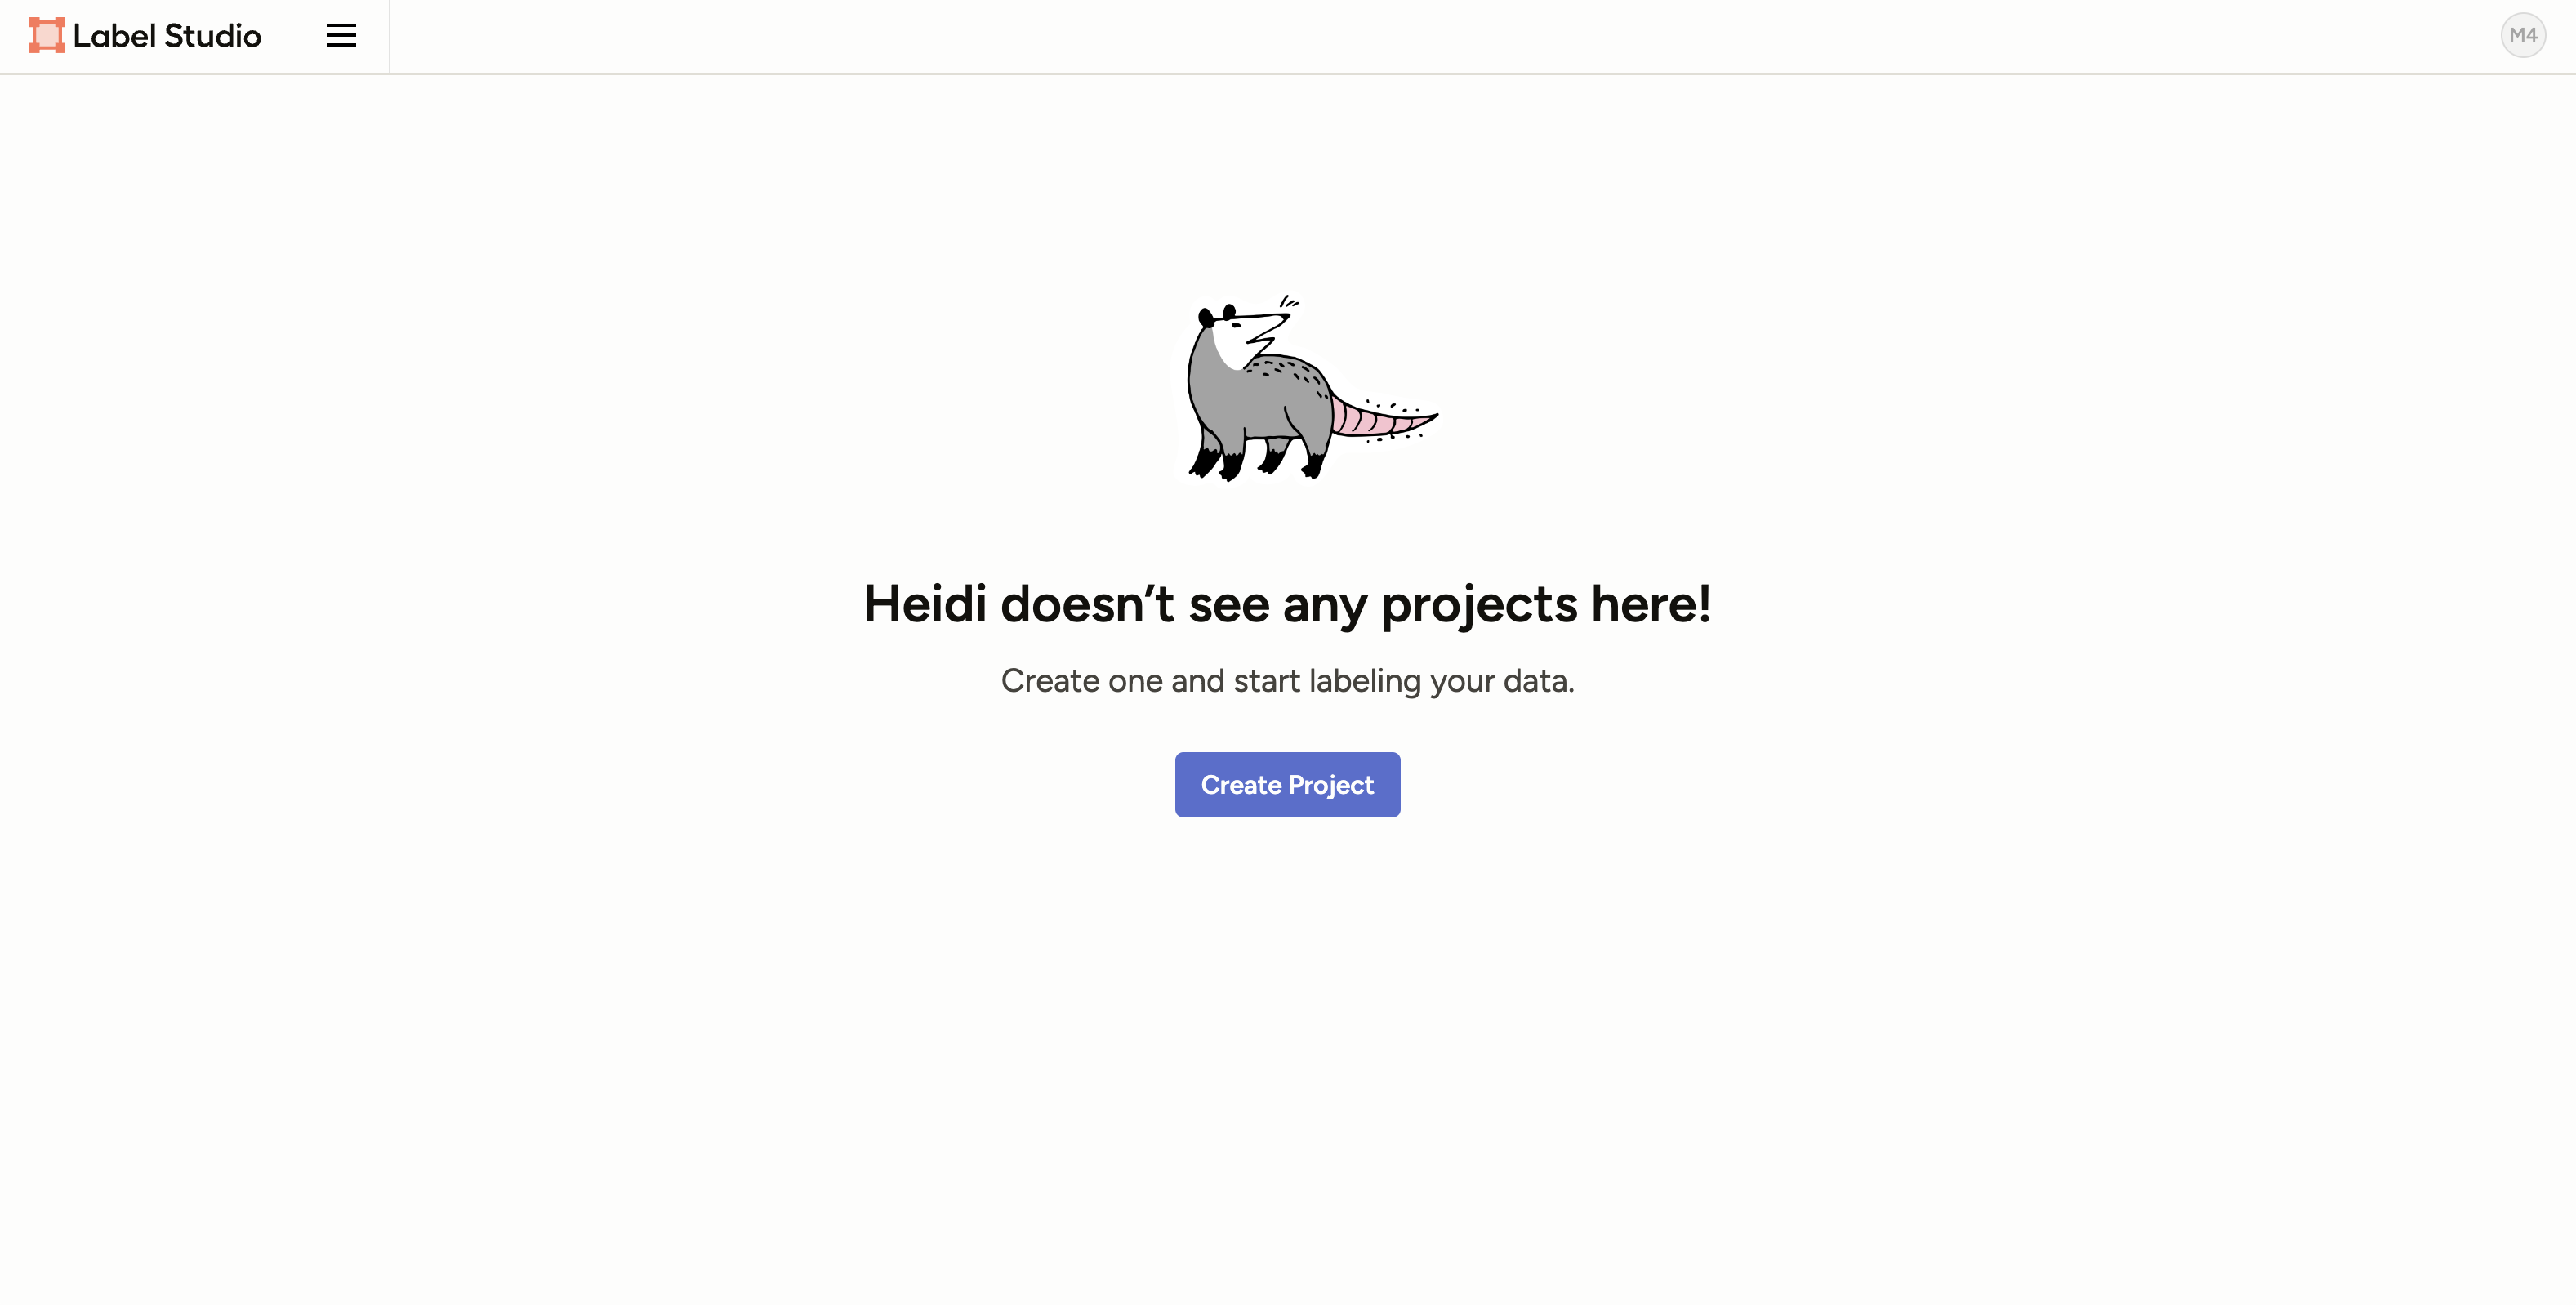 Label Studio
M4
Heidi doesn’t see any projects here!
Create one and start labeling your data.
Create Project